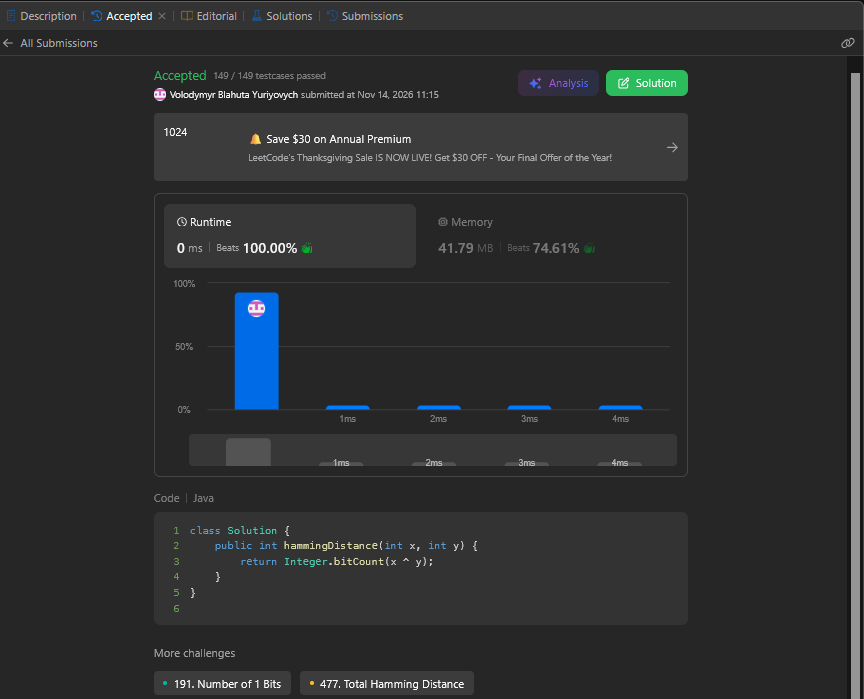 Description Accepted Editorial Solutions Submissions
All Submissions
Accepted 149 / 149 testcases passed
Volodymyr Blahuta Yuriyovych submitted at Nov 14, 2026 11:15
Analysis Solution
1024
Save $30 on Annual Premium
LeetCode's Thanksgiving Sale IS NOW LIVE! Get $30 OFF - Your Final Offer of the Year!
Runtime
0 ms Beats 100.00%
Memory
41.79 MB Beats 74.61%
100%
50%
0%
1ms 2ms 3ms 4ms
1ms 2ms 3ms 4ms
Code Java
1 class Solution {
2 public int hammingDistance(int x, int y) {
3 return Integer.bitCount(x ^ y);
4 }
5 }
6
More challenges
191. Number of 1 Bits 477. Total Hamming Distance